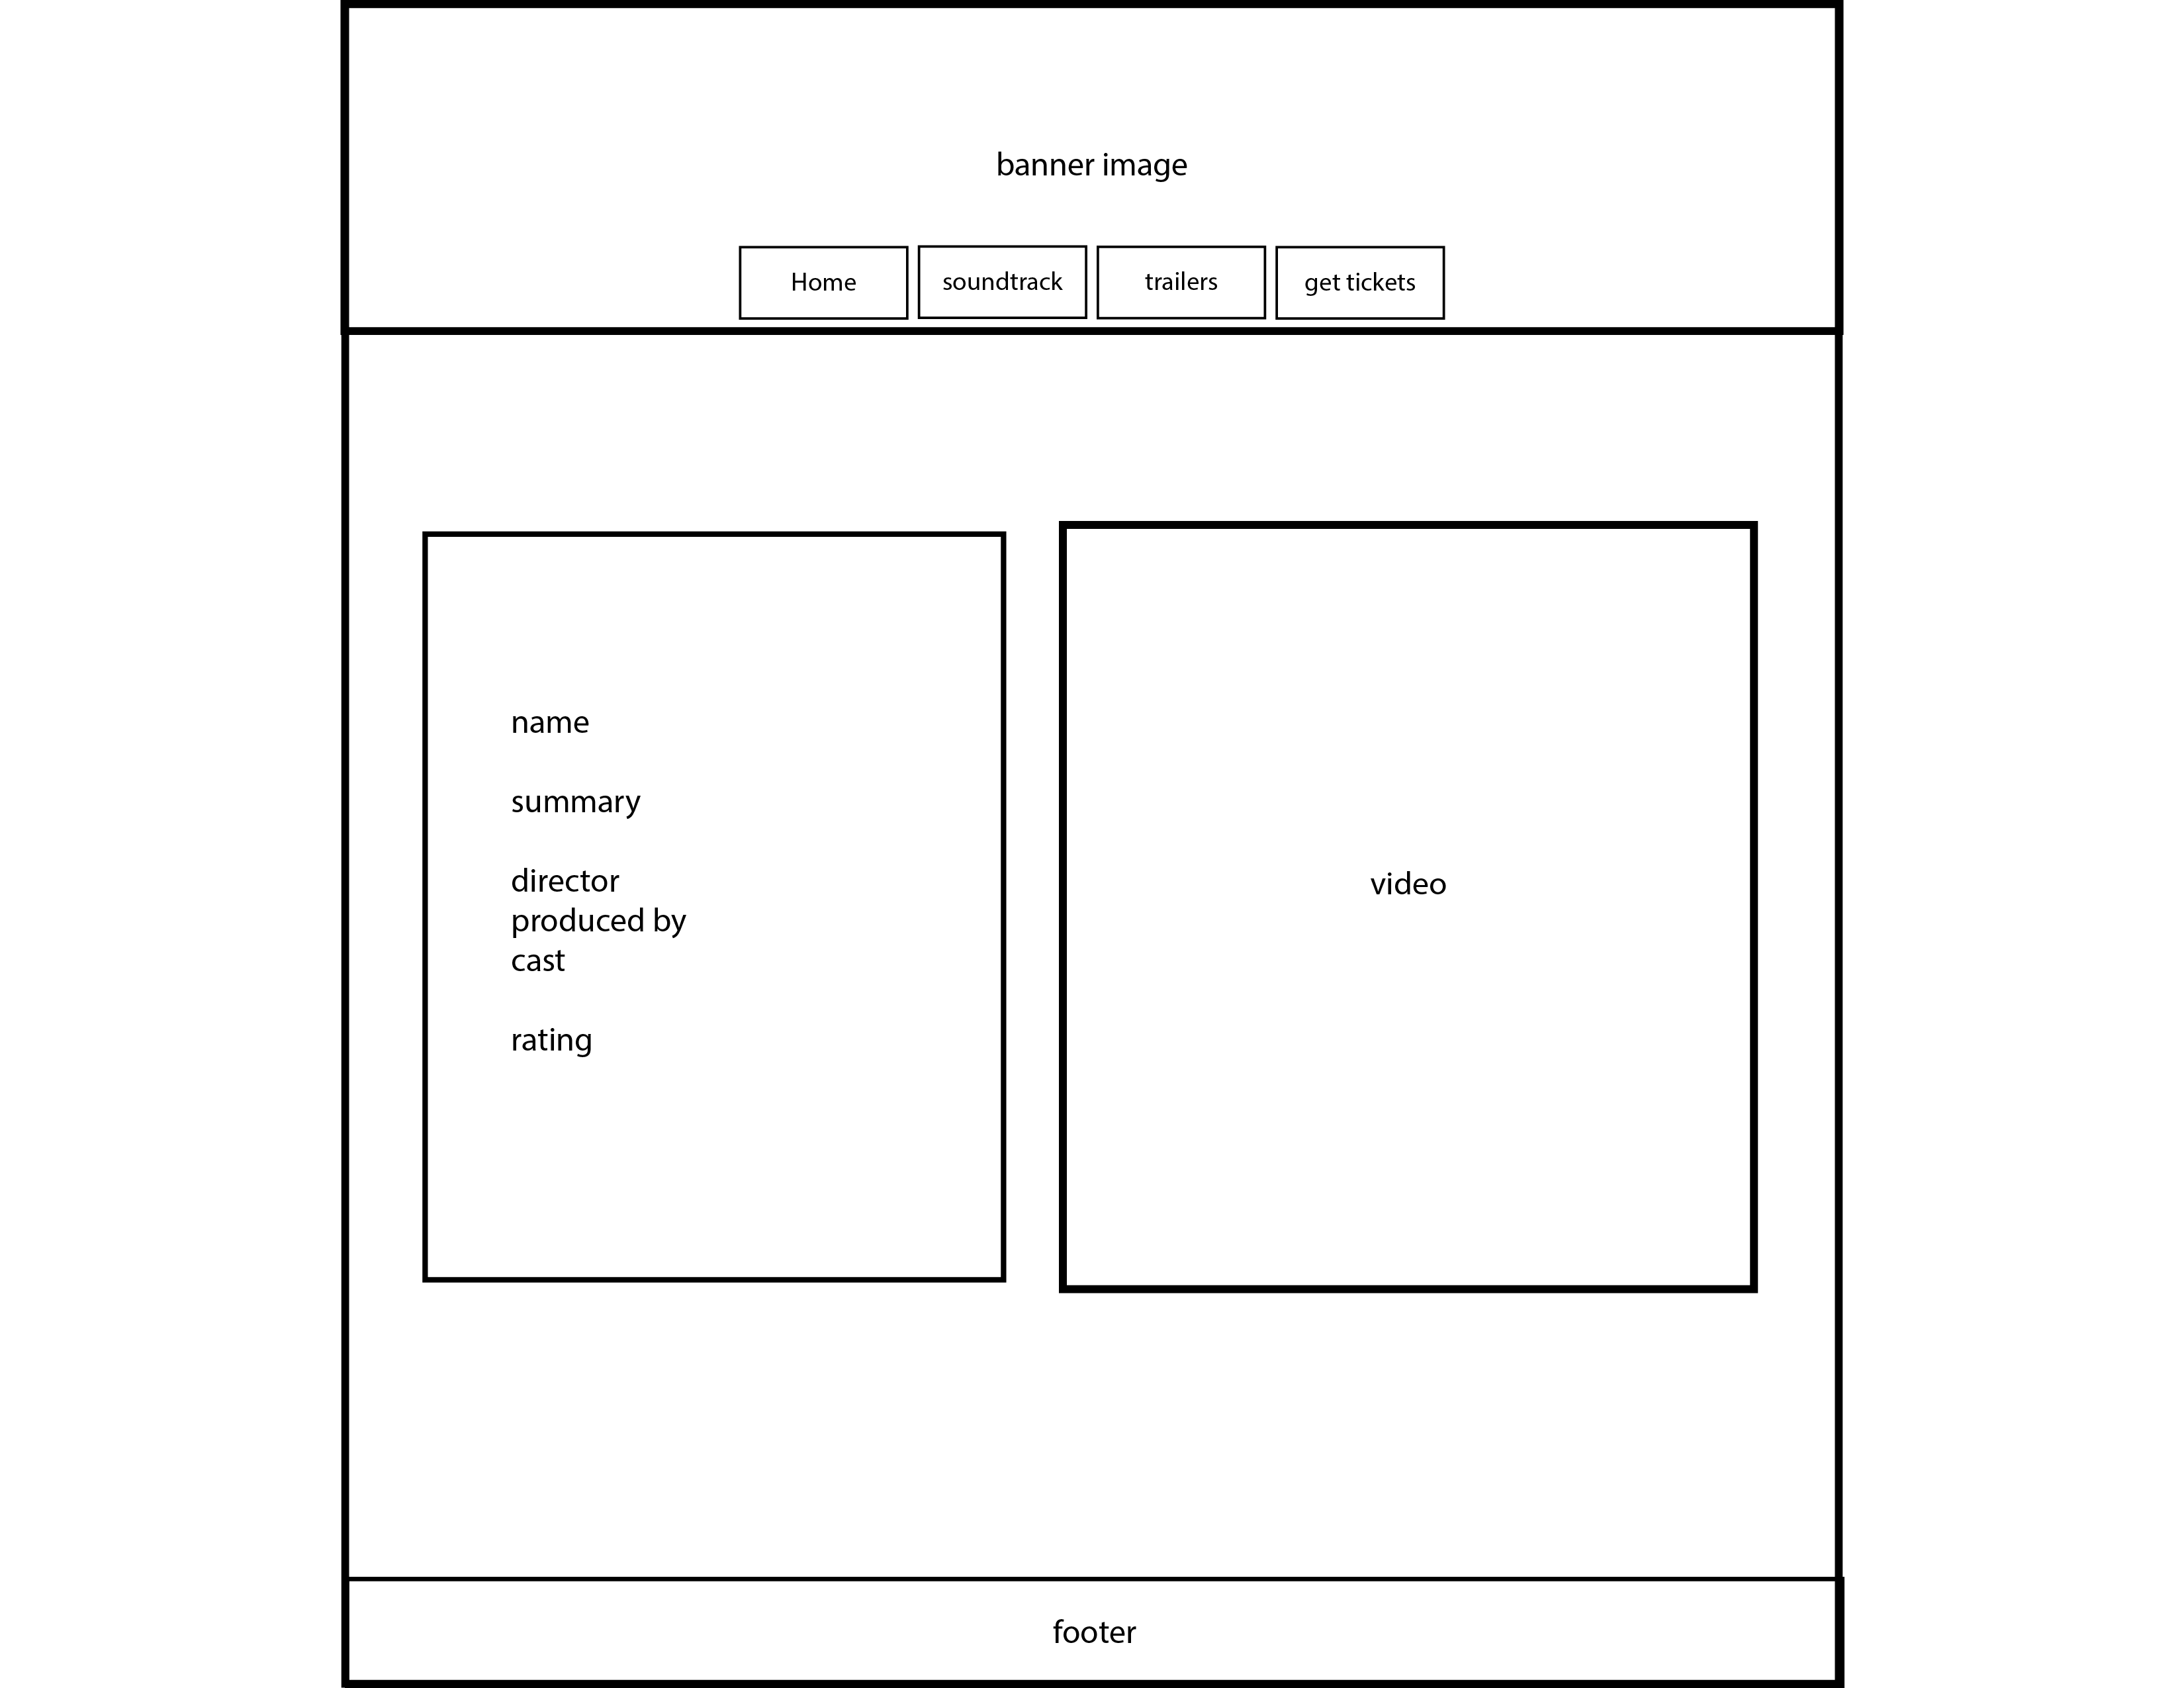 banner image
Home
soundtrack
trailers
get tickets
name
summary
director
produced by
cast
rating
video
footer